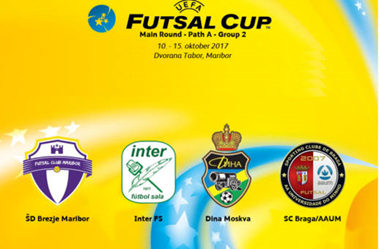 UEFA
FUTSAL CUP™
Main Round - Path A - Group 2
10. - 15. oktober 2017
Dvorana Tabor, Maribor
FUTSAL CLUB MARIBOR
inter
1977
fútbol sala
ДИНА
SPORTING CLUBE DE BRAGA
2007
FUTSAL
AA UNIVERSIDADE DO MINHO
ŠD Brezje Maribor
Inter FS
Dina Moskva
SC Braga/AAUM